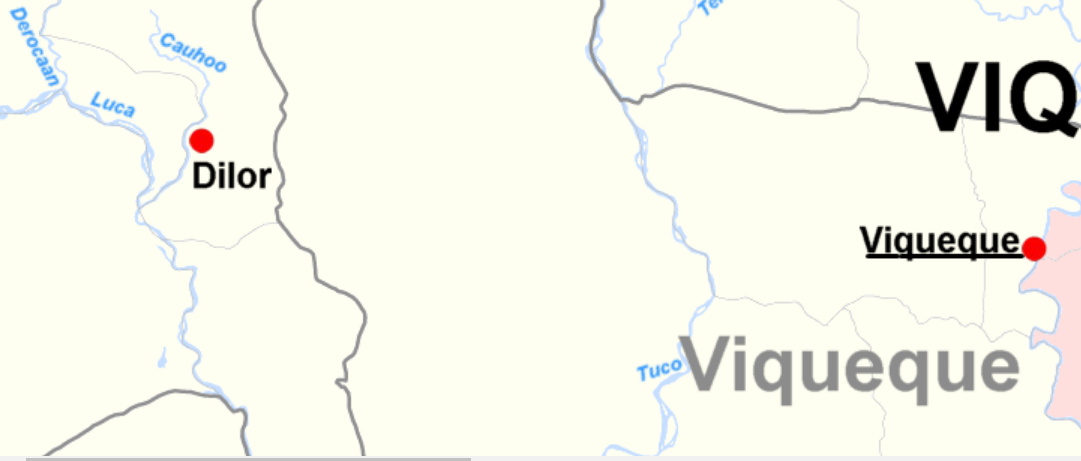 Derocaan
Cauhoo
Luca
Dilor
VIQ
Viqueque
Viqueque
Tuco